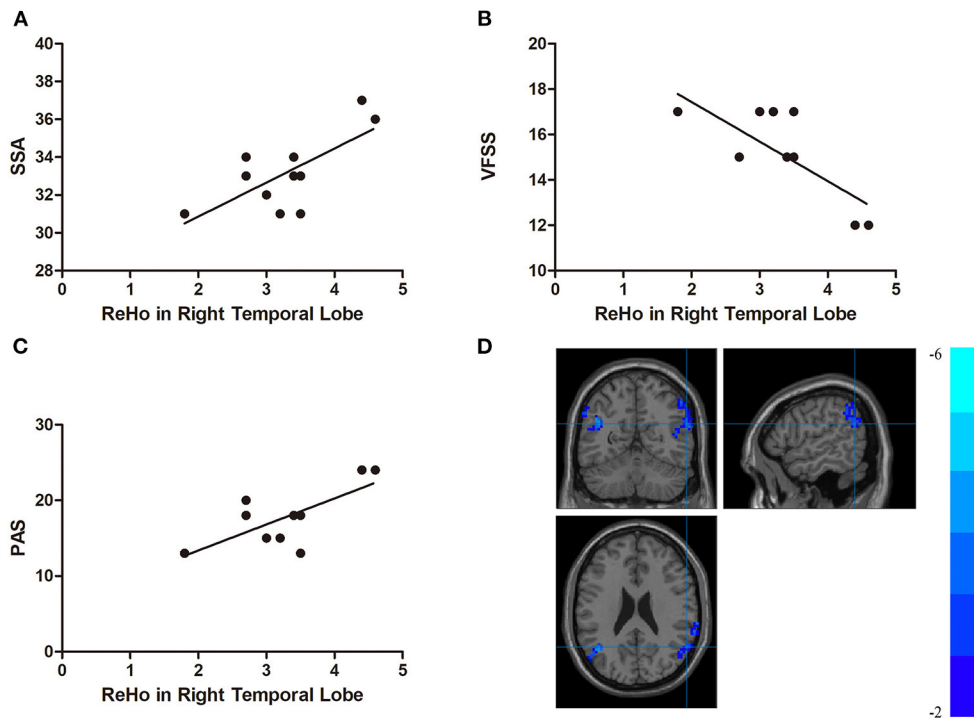 A
40
38
36
34
32
30
28
SSA
0 1 2 3 4 5
ReHo in Right Temporal Lobe
B
20
18
16
14
12
10
VFSS
0 1 2 3 4 5
ReHo in Right Temporal Lobe
C
30
20
10
0
PAS
0 1 2 3 4 5
ReHo in Right Temporal Lobe
D
-6
-2